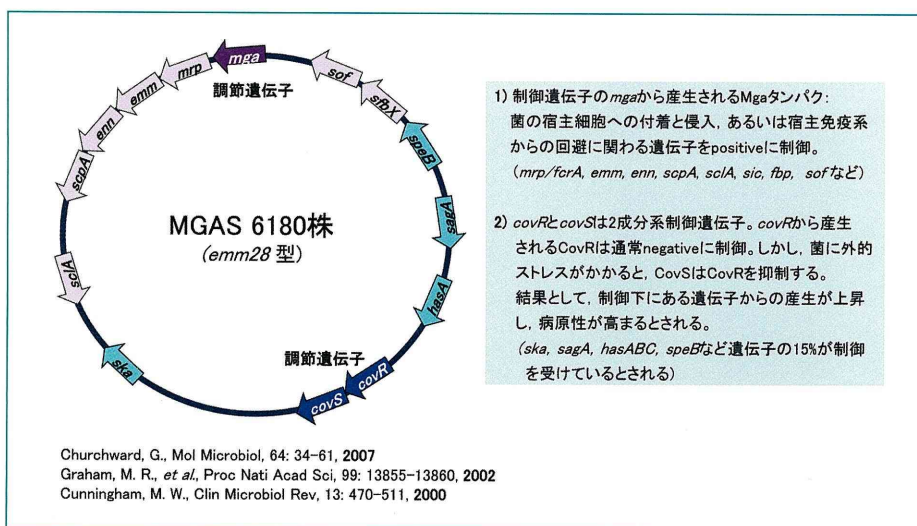 mga
調節遺伝子
mrp
emm
enn
scpA
sclA
ska
sof
sfbX
speB
sagA
hasA
調節遺伝子
covR
covS
MGAS 6180株
(emm28 型)
1) 制御遺伝子のmgaから産生されるMgaタンパク:
菌の宿主細胞への付着と侵入, あるいは宿主免疫系
からの回避に関わる遺伝子をpositiveに制御。
(mrp/fcrA, emm, enn, scpA, sclA, sic, fbp, sof など)
2) covRとcovSは2成分系制御遺伝子。covRから産生
されるCovRは通常negativeに制御。しかし, 菌に外的
ストレスがかかると, CovSはCovRを抑制する。
結果として, 制御下にある遺伝子からの産生が上昇
し, 病原性が高まるとされる。
(ska, sagA, hasABC, speBなど遺伝子の15%が制御
を受けているとされる)
Churchward, G., Mol Microbiol, 64: 34-61, 2007
Graham, M. R., et al., Proc Nati Acad Sci, 99: 13855-13860, 2002
Cunningham, M. W., Clin Microbiol Rev, 13: 470-511, 2000